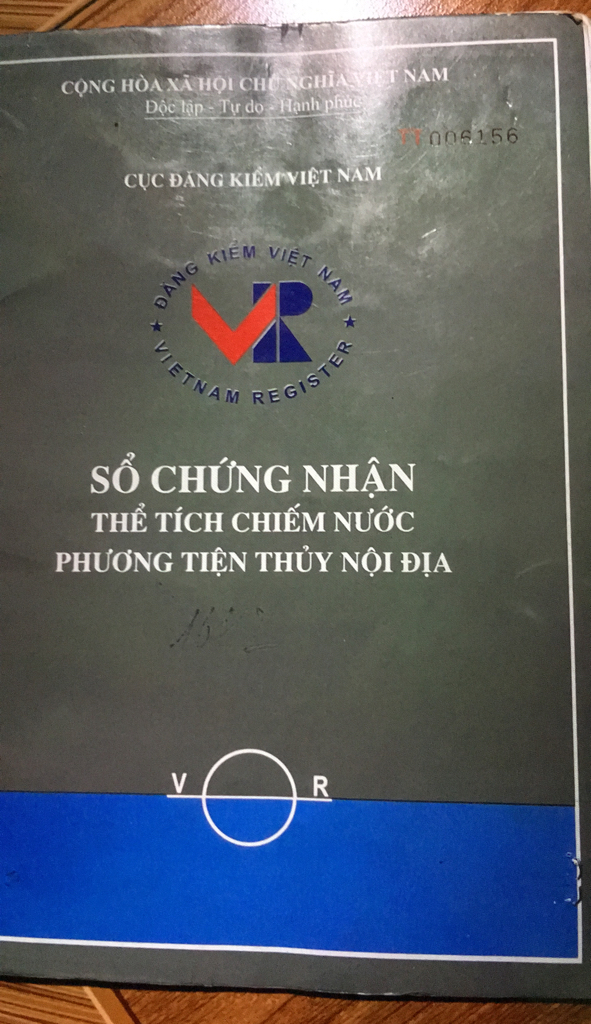 CỘNG HÒA XÃ HỘI CHỦ NGHĨA VIỆT NAM
Độc lập - Tự do - Hạnh phúc
006156
CỤC ĐĂNG KIỂM VIỆT NAM
ĐĂNG KIỂM VIỆT NAM
VR
VIETNAM REGISTER
SỔ CHỨNG NHẬN
THỂ TÍCH CHIẾM NƯỚC
PHƯƠNG TIỆN THỦY NỘI ĐỊA
V R